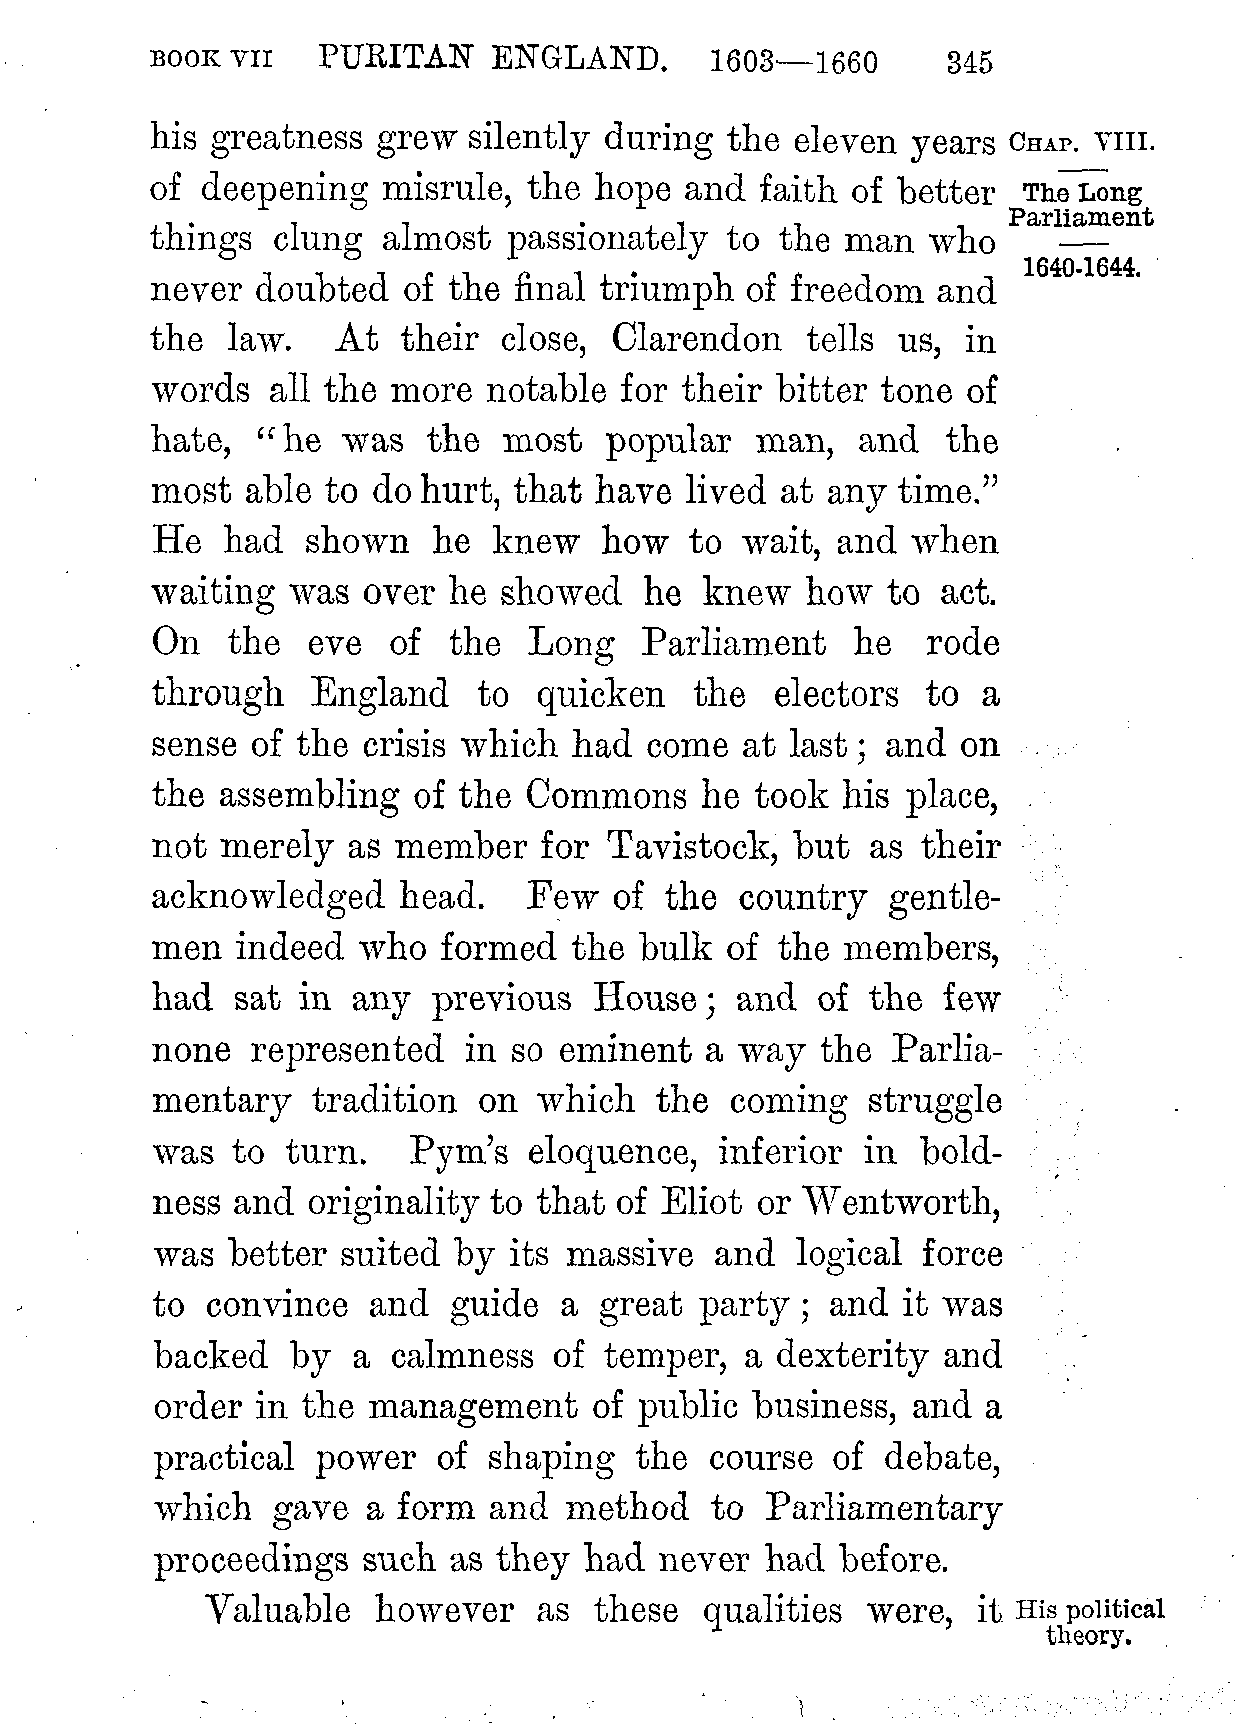 BOOK VII PURITAN ENGLAND. 1603—1660 345
his greatness grew silently during the eleven years
of deepening misrule, the hope and faith of better
things clung almost passionately to the man who
never doubted of the final triumph of freedom and
the law. At their close, Clarendon tells us, in
words all the more notable for their bitter tone of
hate, “he was the most popular man, and the
most able to do hurt, that have lived at any time.”
He had shown he knew how to wait, and when
waiting was over he showed he knew how to act.
On the eve of the Long Parliament he rode
through England to quicken the electors to a
sense of the crisis which had come at last; and on
the assembling of the Commons he took his place,
not merely as member for Tavistock, but as their
acknowledged head. Few of the country gentle-
men indeed who formed the bulk of the members,
had sat in any previous House; and of the few
none represented in so eminent a way the Parlia-
mentary tradition on which the coming struggle
was to turn. Pym’s eloquence, inferior in bold-
ness and originality to that of Eliot or Wentworth,
was better suited by its massive and logical force
to convince and guide a great party; and it was
backed by a calmness of temper, a dexterity and
order in the management of public business, and a
practical power of shaping the course of debate,
which gave a form and method to Parliamentary
proceedings such as they had never had before.
Valuable however as these qualities were, it
CHAP. VIII.
The Long
Parliament
1640-1644.
His political
theory.